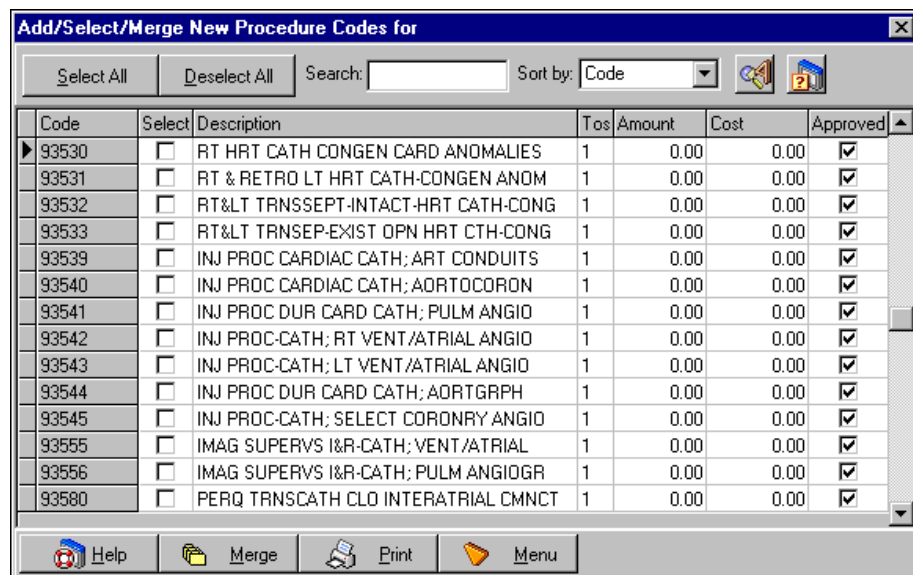 Add/Select/Merge New Procedure Codes for
Select All Deselect All Search: Sort by: Code
Code Select Description Tos Amount Cost Approved
93530 RT HRT CATH CONGEN CARD ANOMALIES 1 0.00 0.00
93531 RT & RETRO LT HRT CATH-CONGEN ANOM 1 0.00 0.00
93532 RT&LT TRNSSEPT-INTACT-HRT CATH-CONG 1 0.00 0.00
93533 RT&LT TRNSEP-EXIST OPN HRT CTH-CONG 1 0.00 0.00
93539 INJ PROC CARDIAC CATH; ART CONDUITS 1 0.00 0.00
93540 INJ PROC CARDIAC CATH; AORTOCORON 1 0.00 0.00
93541 INJ PROC DUR CARD CATH; PULM ANGIO 1 0.00 0.00
93542 INJ PROC-CATH; RT VENT/ATRIAL ANGIO 1 0.00 0.00
93543 INJ PROC-CATH; LT VENT/ATRIAL ANGIO 1 0.00 0.00
93544 INJ PROC DUR CARD CATH; AORTGRPH 1 0.00 0.00
93545 INJ PROC-CATH; SELECT CORONRY ANGIO 1 0.00 0.00
93555 IMAG SUPERVS I&R-CATH; VENT/ATRIAL 1 0.00 0.00
93556 IMAG SUPERVS I&R-CATH; PULM ANGIOGR 1 0.00 0.00
93580 PERQ TRNSCATH CLO INTERATRIAL CMNCT 1 0.00 0.00
Help Merge Print Menu